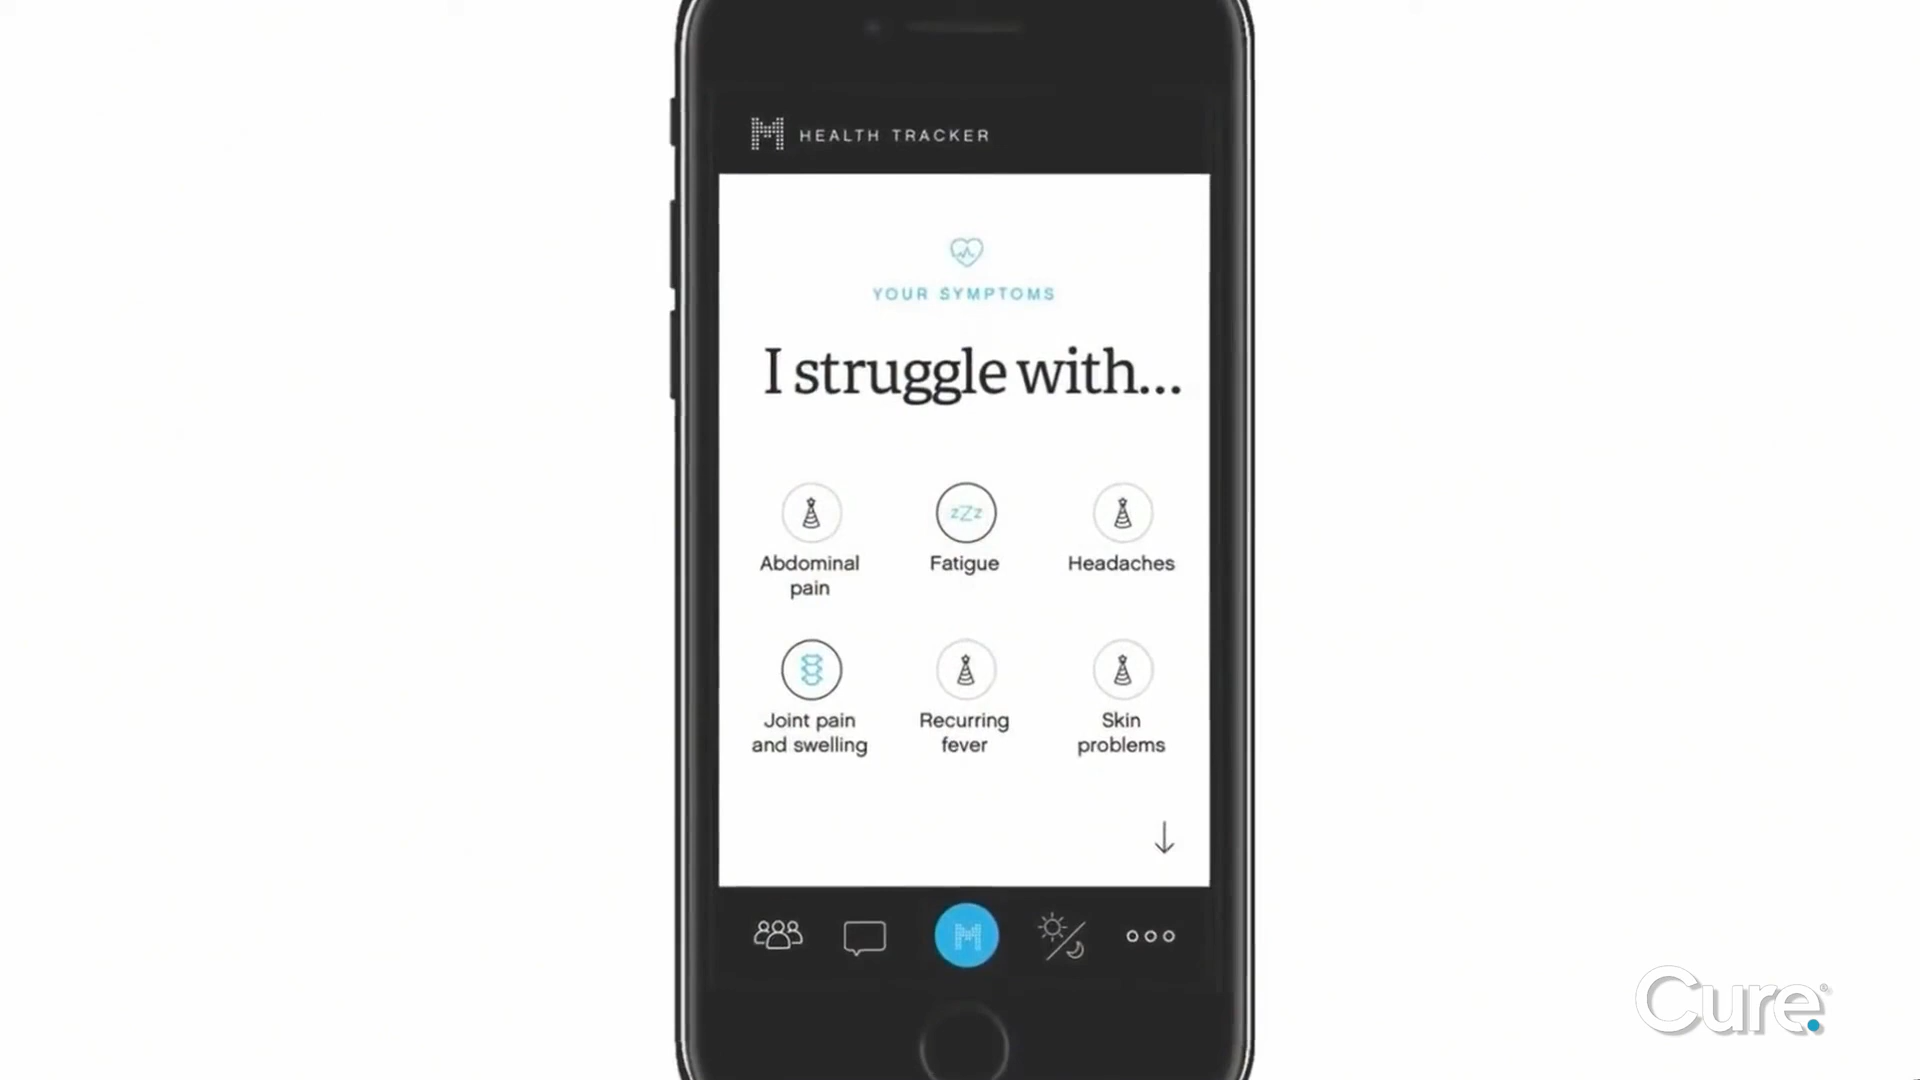 M HEALTH TRACKER
YOUR SYMPTOMS
I struggle with...
Abdominal
pain
Fatigue
Headaches
zZz
Joint pain
and swelling
Recurring
fever
Skin
problems
M
Cure.®